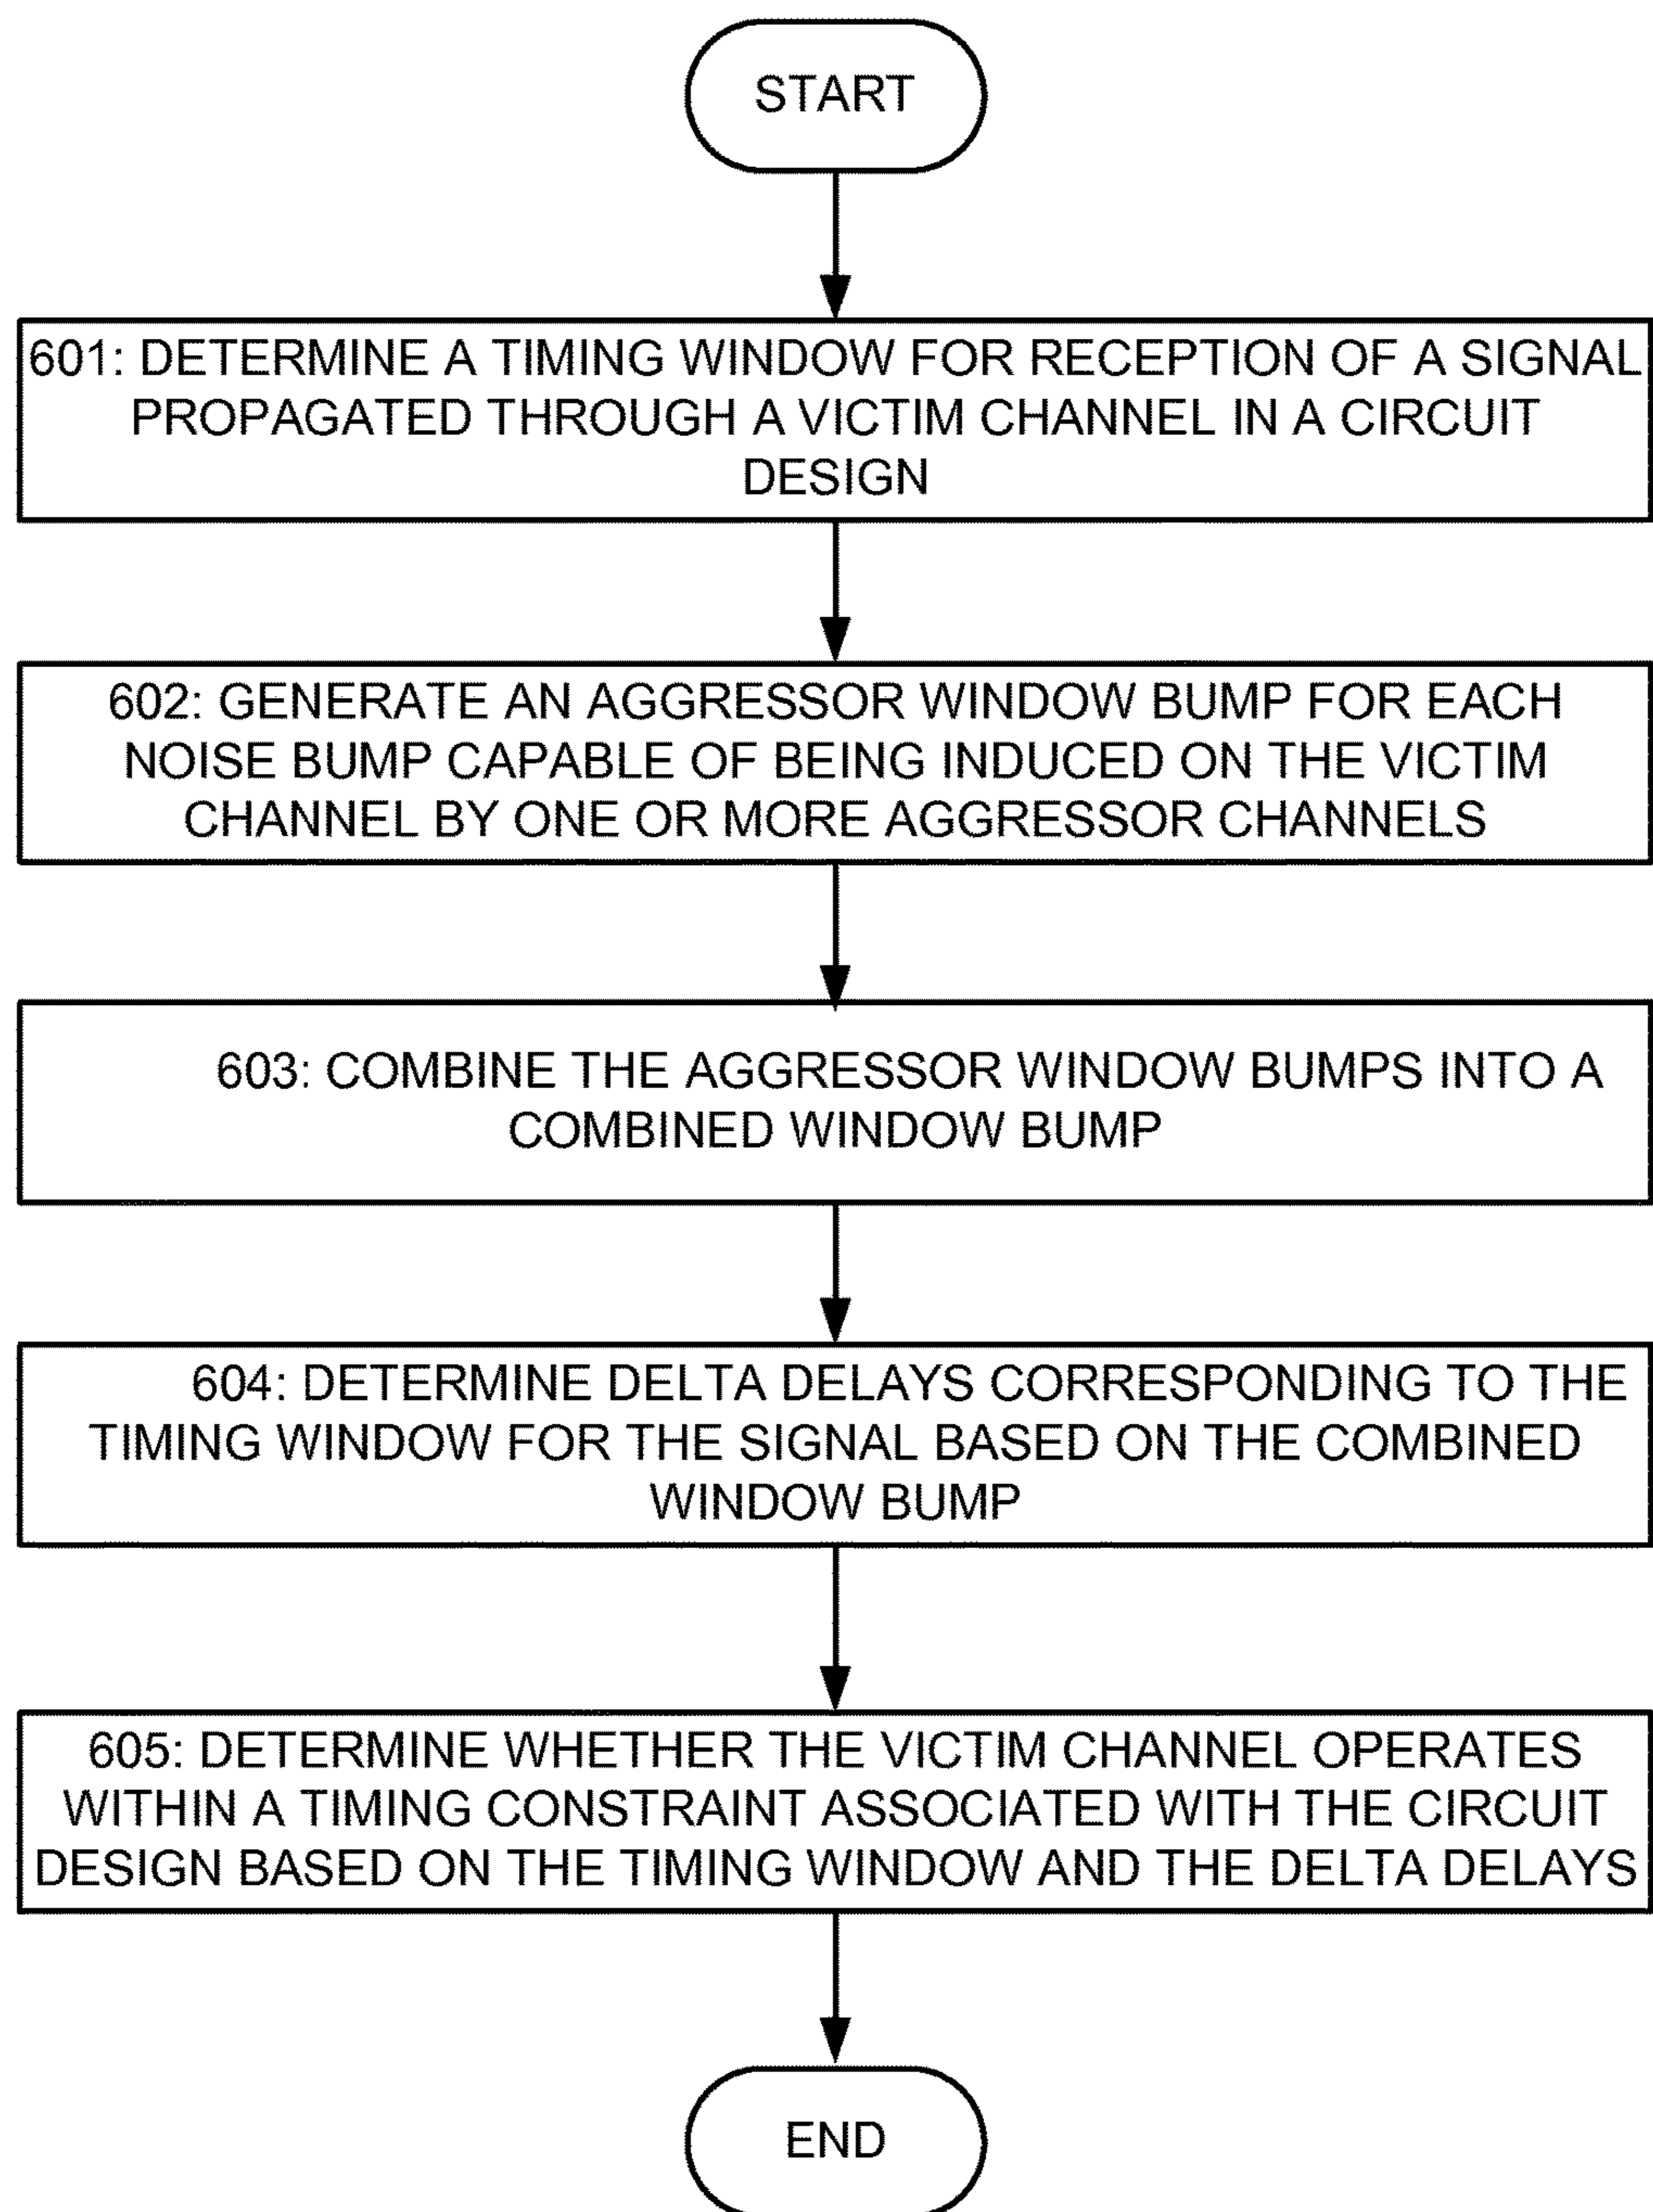 START
601: DETERMINE A TIMING WINDOW FOR RECEPTION OF A SIGNAL
PROPAGATED THROUGH A VICTIM CHANNEL IN A CIRCUIT
DESIGN
602: GENERATE AN AGGRESSOR WINDOW BUMP FOR EACH
NOISE BUMP CAPABLE OF BEING INDUCED ON THE VICTIM
CHANNEL BY ONE OR MORE AGGRESSOR CHANNELS
603: COMBINE THE AGGRESSOR WINDOW BUMPS INTO A
COMBINED WINDOW BUMP
604: DETERMINE DELTA DELAYS CORRESPONDING TO THE
TIMING WINDOW FOR THE SIGNAL BASED ON THE COMBINED
WINDOW BUMP
605: DETERMINE WHETHER THE VICTIM CHANNEL OPERATES
WITHIN A TIMING CONSTRAINT ASSOCIATED WITH THE CIRCUIT
DESIGN BASED ON THE TIMING WINDOW AND THE DELTA DELAYS
END